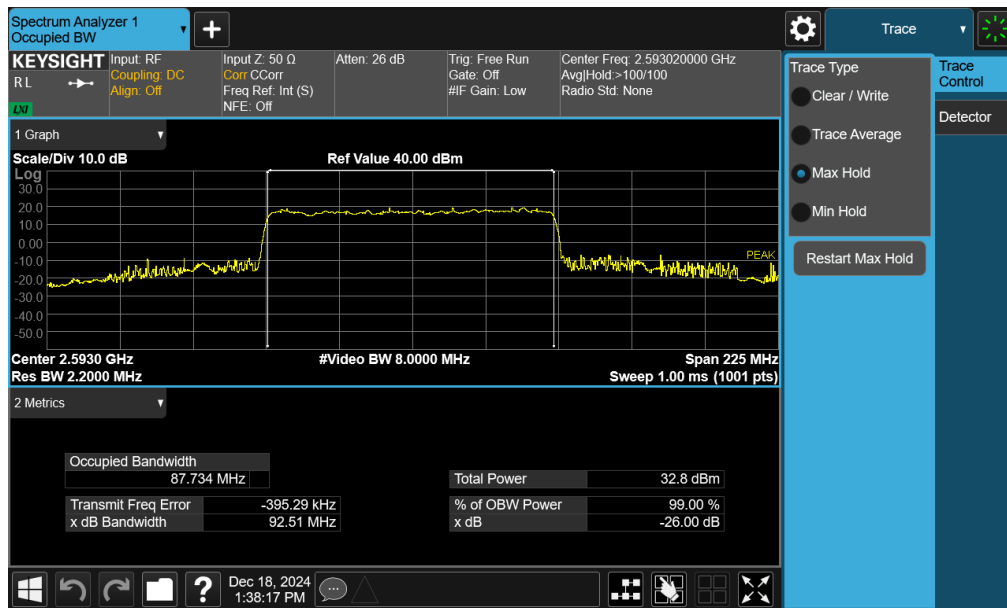 Spectrum Analyzer 1
Occupied BW
+
Trace
KEYSIGHT
R L
LXI
Input: RF
Coupling: DC
Align: Off
Input Z: 50 Ω
Corr CCorr
Freq Ref: Int (S)
NFE: Off
Atten: 26 dB
Trig: Free Run
Gate: Off
#IF Gain: Low
Center Freq: 2.593020000 GHz
Avg|Hold:>100/100
Radio Std: None
1 Graph
Scale/Div 10.0 dB
Ref Value 40.00 dBm
Log
30.0
20.0
10.0
0.00
-10.0
-20.0
-30.0
-40.0
-50.0
PEAK
Center 2.5930 GHz
#Video BW 8.0000 MHz
Span 225 MHz
Res BW 2.2000 MHz
Sweep 1.00 ms (1001 pts)
2 Metrics
Occupied Bandwidth
87.734 MHz
Total Power 32.8 dBm
Transmit Freq Error -395.29 kHz
% of OBW Power 99.00 %
x dB Bandwidth 92.51 MHz
x dB -26.00 dB
?
Dec 18, 2024
1:38:17 PM
Trace Type
Clear / Write
Trace Average
Max Hold
Min Hold
Restart Max Hold
Trace
Control
Detector